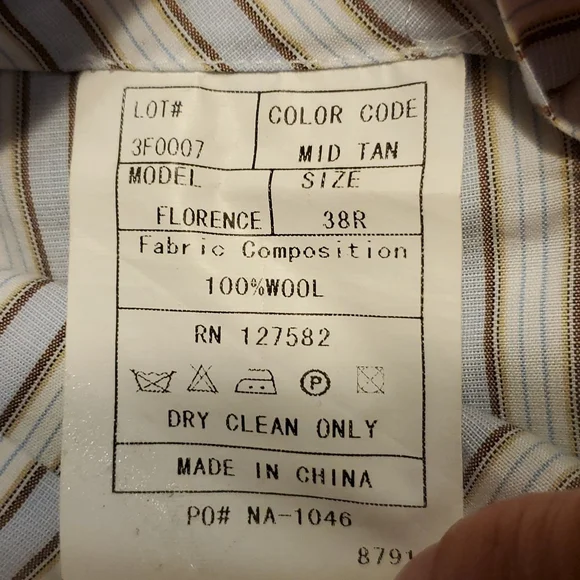 LOT#
COLOR CODE
3F0007
MID TAN
MODEL
SIZE
FLORENCE
38R
Fabric Composition
100%WOOL
RN 127582
P
DRY CLEAN ONLY
MADE IN CHINA
PO# NA-1046
8791